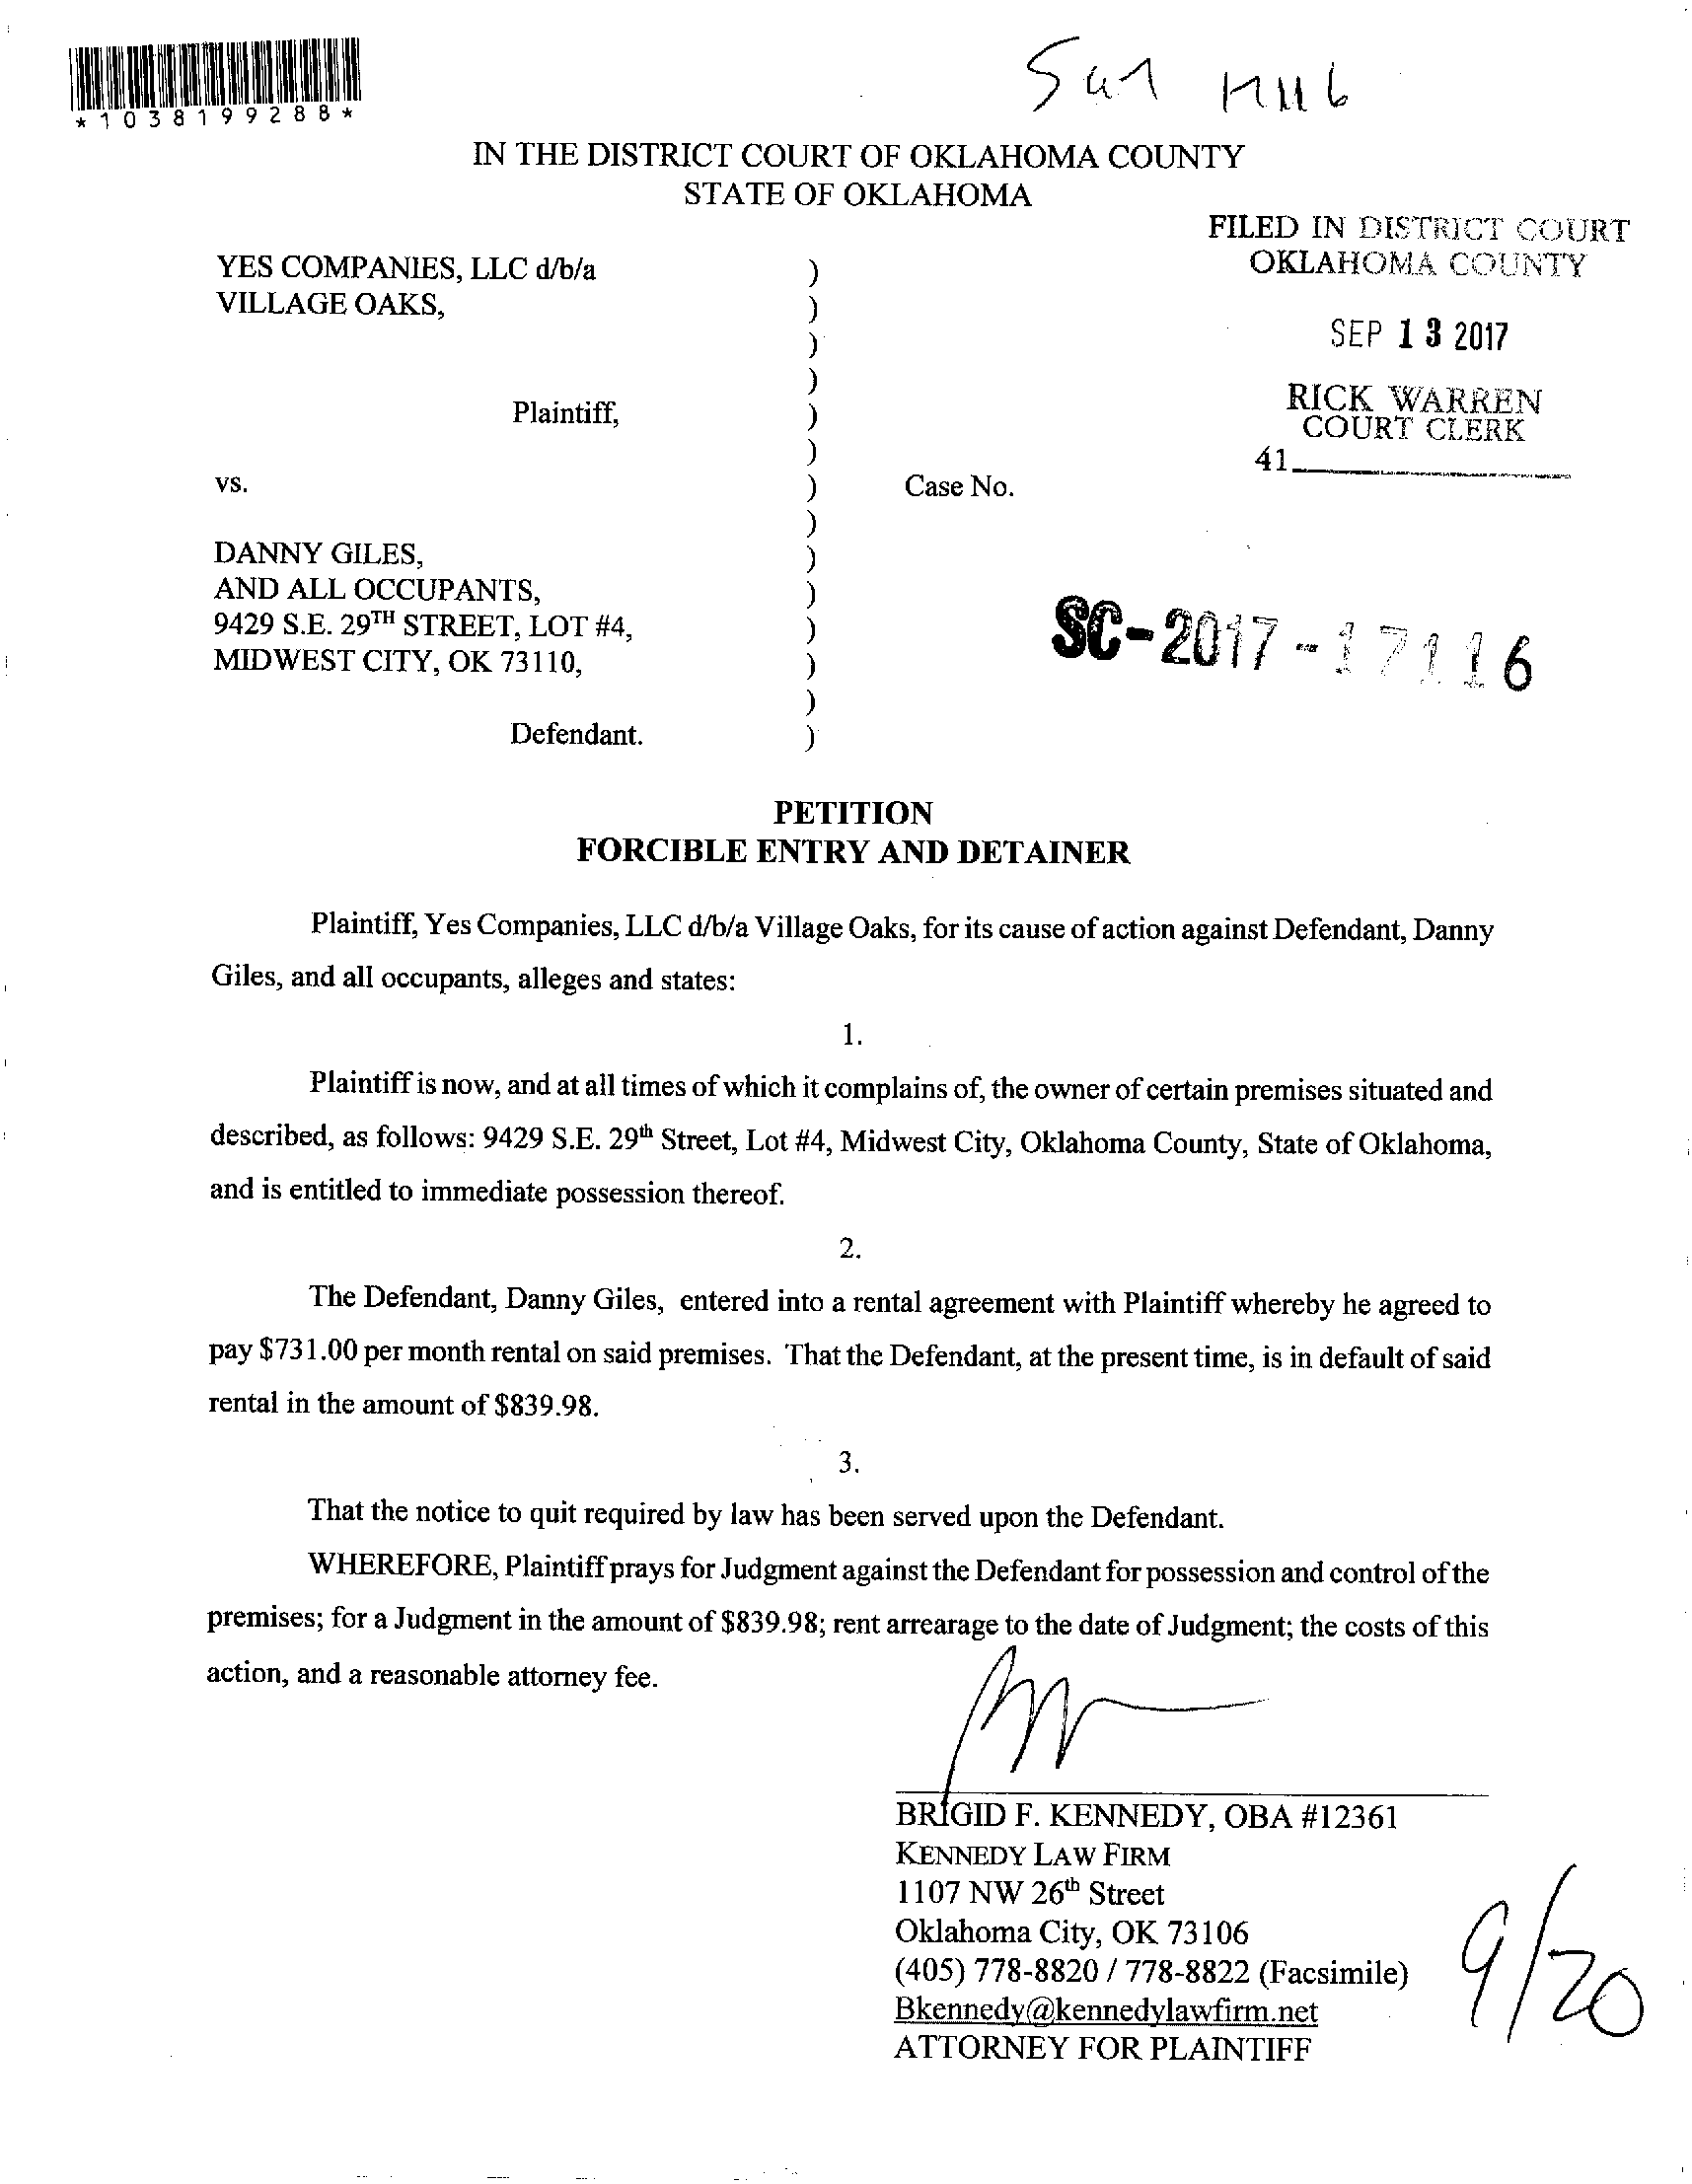 *1038199288*
IN THE DISTRICT COURT OF OKLAHOMA COUNTY
STATE OF OKLAHOMA
FILED IN DISTRICT COURT
OKLAHOMA COUNTY
SEP 13 2017
RICK WARREN
COURT CLERK
41
YES COMPANIES, LLC d/b/a )
VILLAGE OAKS, )
)
)
Plaintiff, )
)
vs. ) Case No.
)
DANNY GILES, )
AND ALL OCCUPANTS, )
9429 S.E. 29TH STREET, LOT #4, ) SC-2017-17116
MIDWEST CITY, OK 73110, )
)
Defendant. )
PETITION
FORCIBLE ENTRY AND DETAINER
Plaintiff, Yes Companies, LLC d/b/a Village Oaks, for its cause of action against Defendant, Danny
Giles, and all occupants, alleges and states:
1.
Plaintiff is now, and at all times of which it complains of, the owner of certain premises situated and
described, as follows: 9429 S.E. 29th Street, Lot #4, Midwest City, Oklahoma County, State of Oklahoma,
and is entitled to immediate possession thereof.
2.
The Defendant, Danny Giles, entered into a rental agreement with Plaintiff whereby he agreed to
pay $731.00 per month rental on said premises. That the Defendant, at the present time, is in default of said
rental in the amount of $839.98.
3.
That the notice to quit required by law has been served upon the Defendant.
WHEREFORE, Plaintiff prays for Judgment against the Defendant for possession and control of the
premises; for a Judgment in the amount of $839.98; rent arrearage to the date of Judgment; the costs of this
action, and a reasonable attorney fee.
BRIGID F. KENNEDY, OBA #12361
KENNEDY LAW FIRM
1107 NW 26th Street
Oklahoma City, OK 73106
(405) 778-8820 / 778-8822 (Facsimile)
Bkennedy@kennedylawfirm.net
ATTORNEY FOR PLAINTIFF
9/20